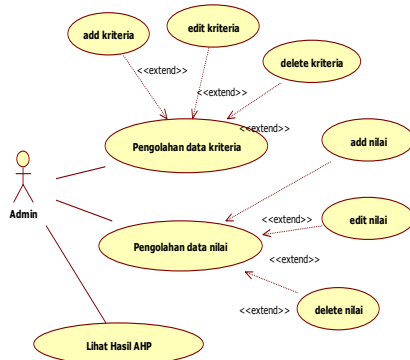 edit kriteria
add kriteria
<<extend>>
delete kriteria
<<extend>>
<<extend>>
Pengolahan data kriteria
add nilai
Admin
edit nilai
<<extend>>
Pengolahan data nilai
<<extend>>
delete nilai
<<extend>>
Lihat Hasil AHP